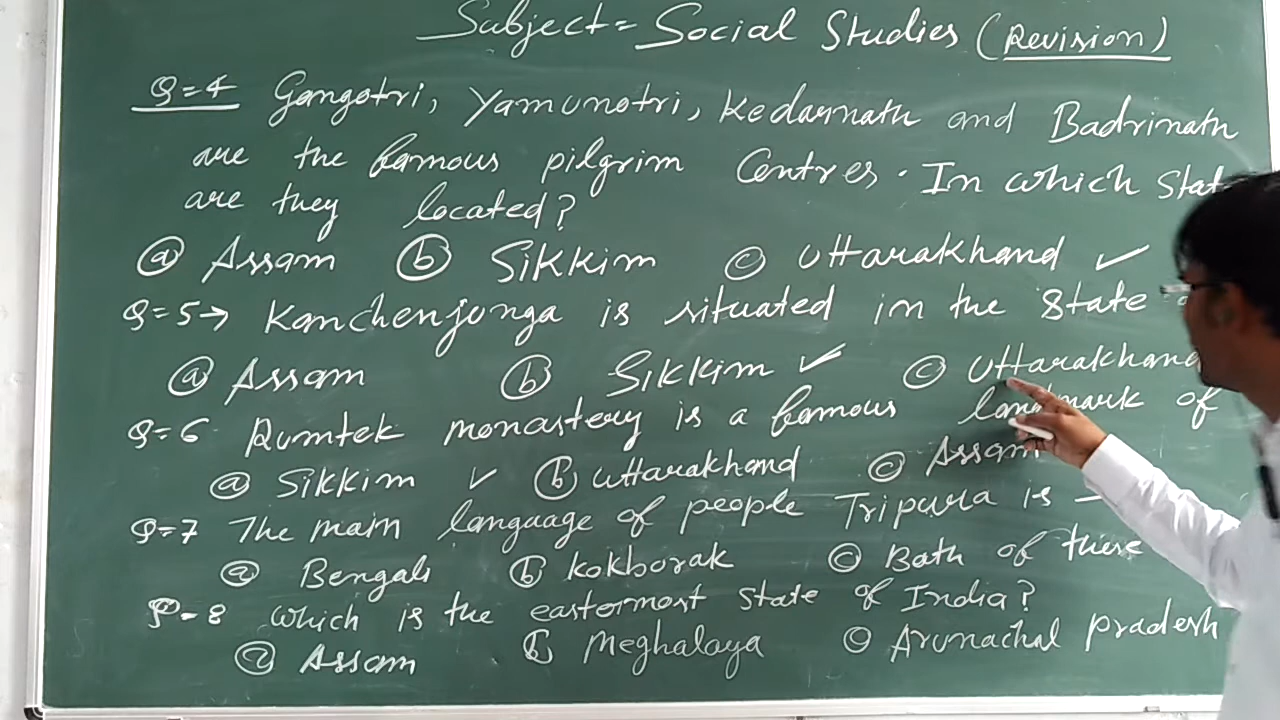 Subject = Social Studies (Revision)
Q=4 Gangotri, Yamunotri, Kedarnath and Badrinath
are the famous pilgrim Centres. In which Stat
are they located?
ⓐ Assam ⓑ Sikkim ⓒ Uttarakhand ✓
Q=5→ Kanchenjonga is situated in the State
ⓐ Assam ⓑ Sikkim ✓ ⓒ Uttarakhand
Q=6 Rumtek monastery is a famous landmark of
ⓐ Sikkim ✓ ⓑ Uttarakhand ⓒ Assam
Q=7 The main language of people Tripura is –
ⓐ Bengali ⓑ Kokborak ⓒ Both of these
Q=8 which is the easternmost State of India?
ⓐ Assam ⓑ Meghalaya ⓒ Arunachal pradesh